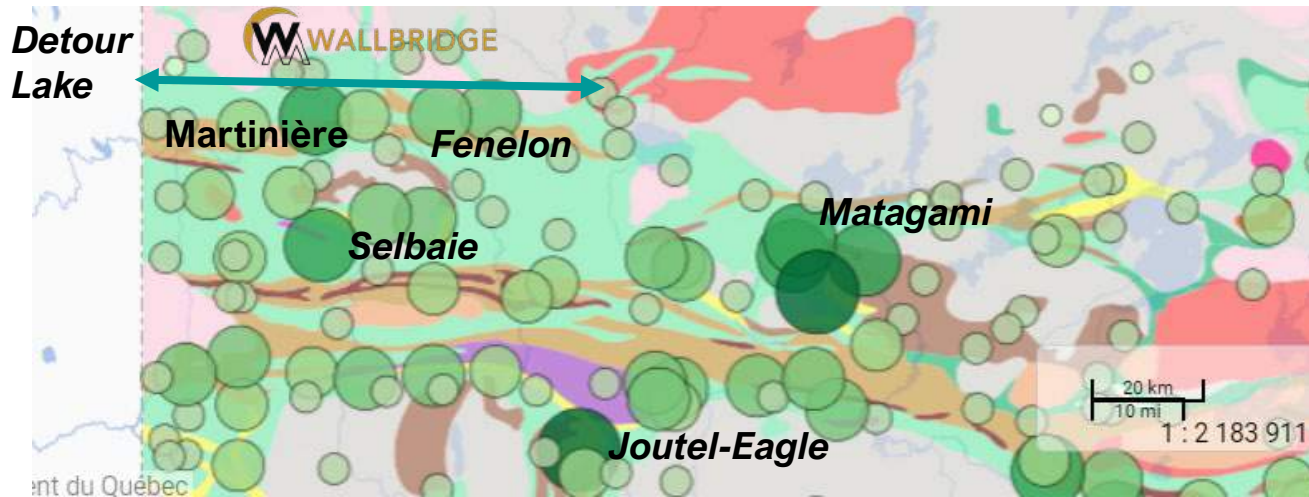 Detour
Lake
WALLBRIDGE
Martinière
Fenelon
Matagami
Selbaie
20 km
10 mi
1 : 2 183 911
Joutel-Eagle
ent du Québec